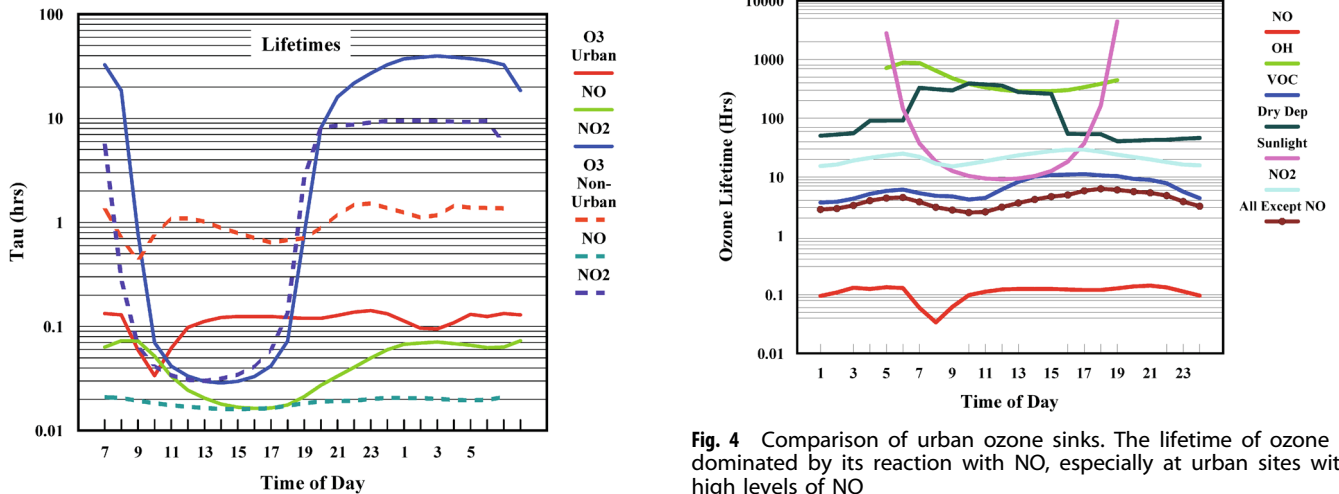 100
10
1
0.1
0.01
Tau (hrs)
Lifetimes
7 9 11 13 15 17 19 21 23 1 3 5
Time of Day
O3
Urban
NO
NO2
O3
Non-
Urban
NO
NO2
10000
1000
100
10
1
0.1
0.01
Ozone Lifetime (Hrs)
1 3 5 7 9 11 13 15 17 19 21 23
Time of Day
NO
OH
VOC
Dry Dep
Sunlight
NO2
All Except NO
Fig. 4 Comparison of urban ozone sinks. The lifetime of ozone
dominated by its reaction with NO, especially at urban sites wit
high levels of NO